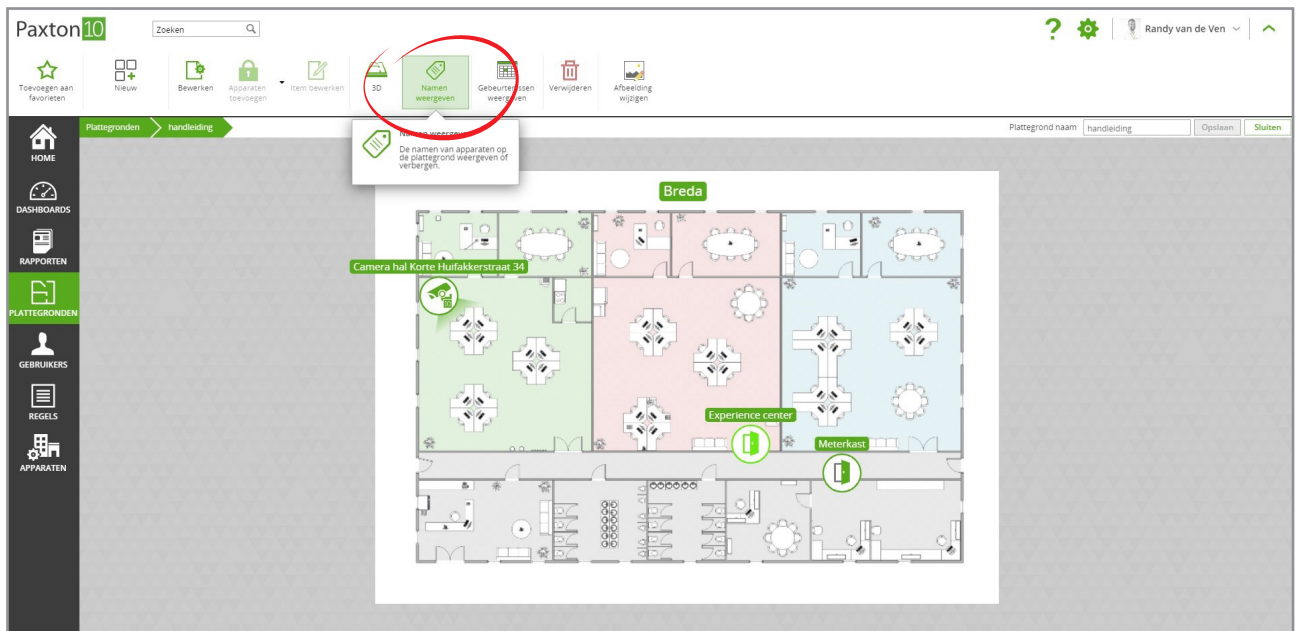 Paxton10
Zoeken
Randy van de Ven
Toevoegen aan
favorieten
Nieuw
Bewerken
Apparaten
toevoegen
Item bewerken
3D
Namen
weergeven
Gebeurtenissen
weergeven
Verwijderen
Afbeelding
wijzigen
Plattegronden
handleiding
Plattegrond naam
handleiding
Opslaan
Sluiten
Namen weergeven
De namen van apparaten op
de plattegrond weergeven of
verbergen.
HOME
DASHBOARDS
RAPPORTEN
PLATTEGRONDEN
GEBRUIKERS
REGELS
APPARATEN
Breda
Camera hal Korte Huifakkerstraat 34
Experience center
Meterkast